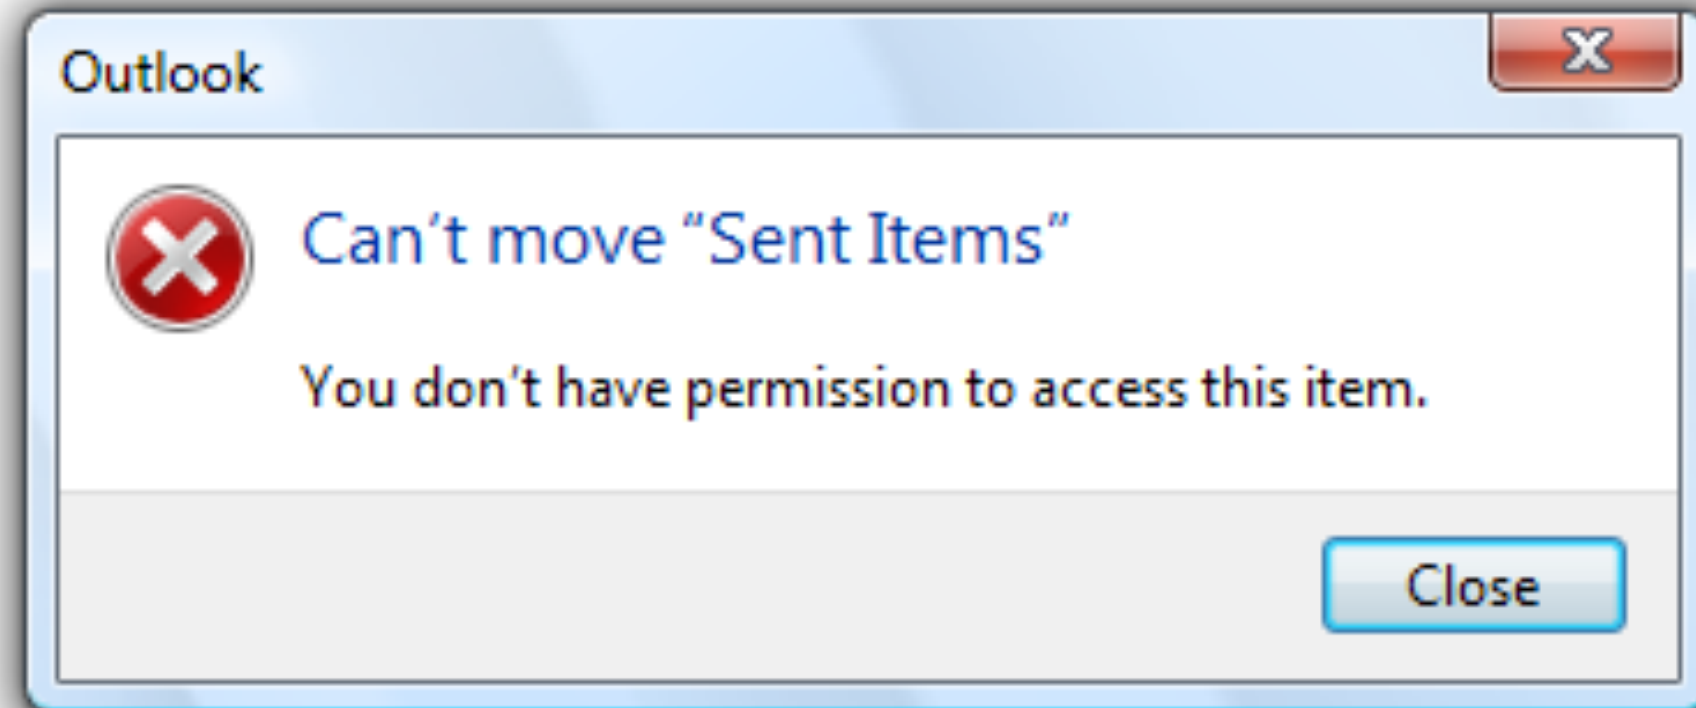 Outlook
Can't move “Sent Items”
You don't have permission to access this item.
Close